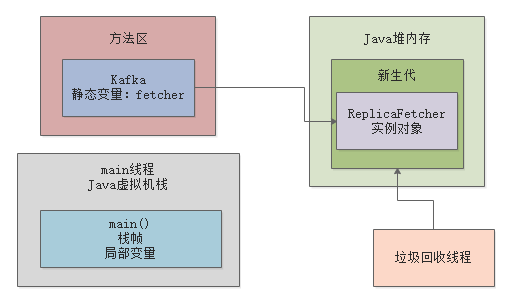 方法区
Kafka
静态变量：fetcher
Java堆内存
新生代
ReplicaFetcher
实例对象
main线程
Java虚拟机栈
main()
栈帧
局部变量
垃圾回收线程